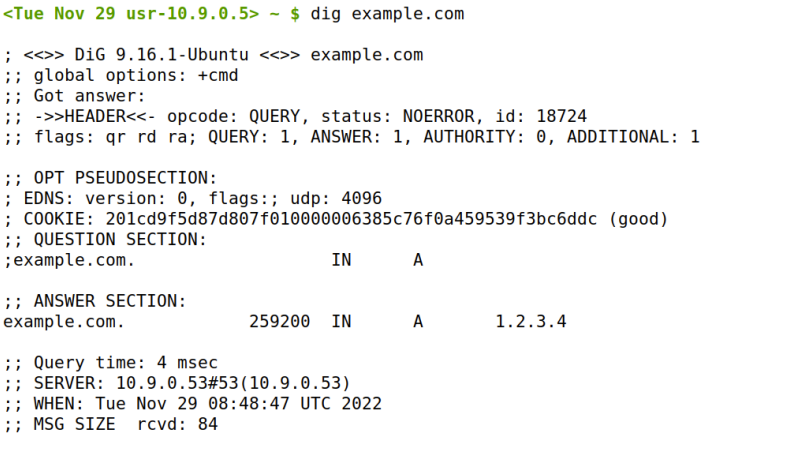 <Tue Nov 29 usr-10.9.0.5> ~ $ dig example.com
; <<>> DiG 9.16.1-Ubuntu <<>> example.com
;; global options: +cmd
;; Got answer:
;; ->>HEADER<<- opcode: QUERY, status: NOERROR, id: 18724
;; flags: qr rd ra; QUERY: 1, ANSWER: 1, AUTHORITY: 0, ADDITIONAL: 1
;; OPT PSEUDOSECTION:
; EDNS: version: 0, flags:; udp: 4096
; COOKIE: 201cd9f5d87d807f010000006385c76f0a459539f3bc6ddc (good)
;; QUESTION SECTION:
;example.com. IN A
;; ANSWER SECTION:
example.com. 259200 IN A 1.2.3.4
;; Query time: 4 msec
;; SERVER: 10.9.0.53#53(10.9.0.53)
;; WHEN: Tue Nov 29 08:48:47 UTC 2022
;; MSG SIZE  rcvd: 84